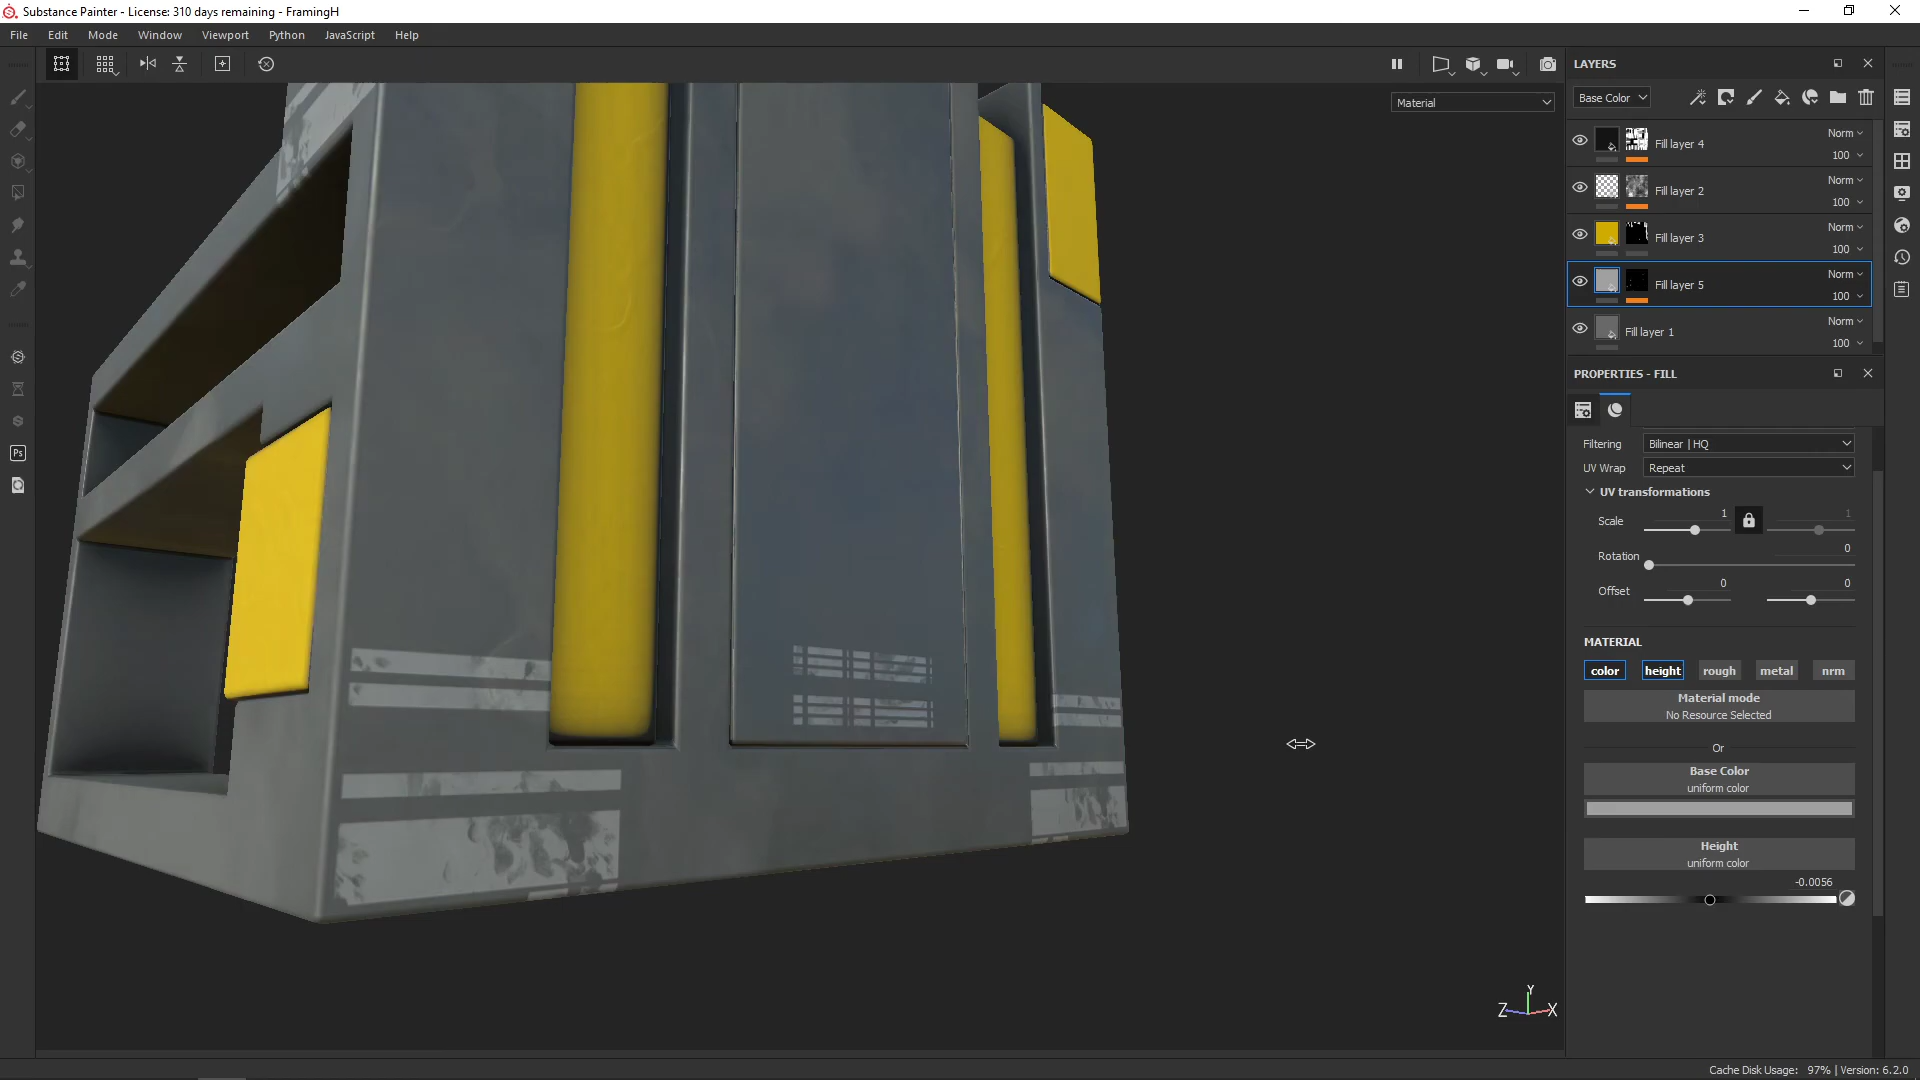 Substance Painter - License: 310 days remaining - FramingH
File Edit Mode Window Viewport Python JavaScript Help
Material
LAYERS
Base Color
Fill layer 4 Norm 100
Fill layer 2 Norm 100
Fill layer 3 Norm 100
Fill layer 5 Norm 100
Fill layer 1 Norm 100
PROPERTIES - FILL
Filtering Bilinear | HQ
UV Wrap Repeat
UV transformations
Scale 1 1
Rotation 0
Offset 0 0
MATERIAL
color height rough metal nrm
Material mode
No Resource Selected
Or
Base Color
uniform color
Height
uniform color
-0.0056
Ps
Y
Z X
Cache Disk Usage: 97% | Version: 6.2.0